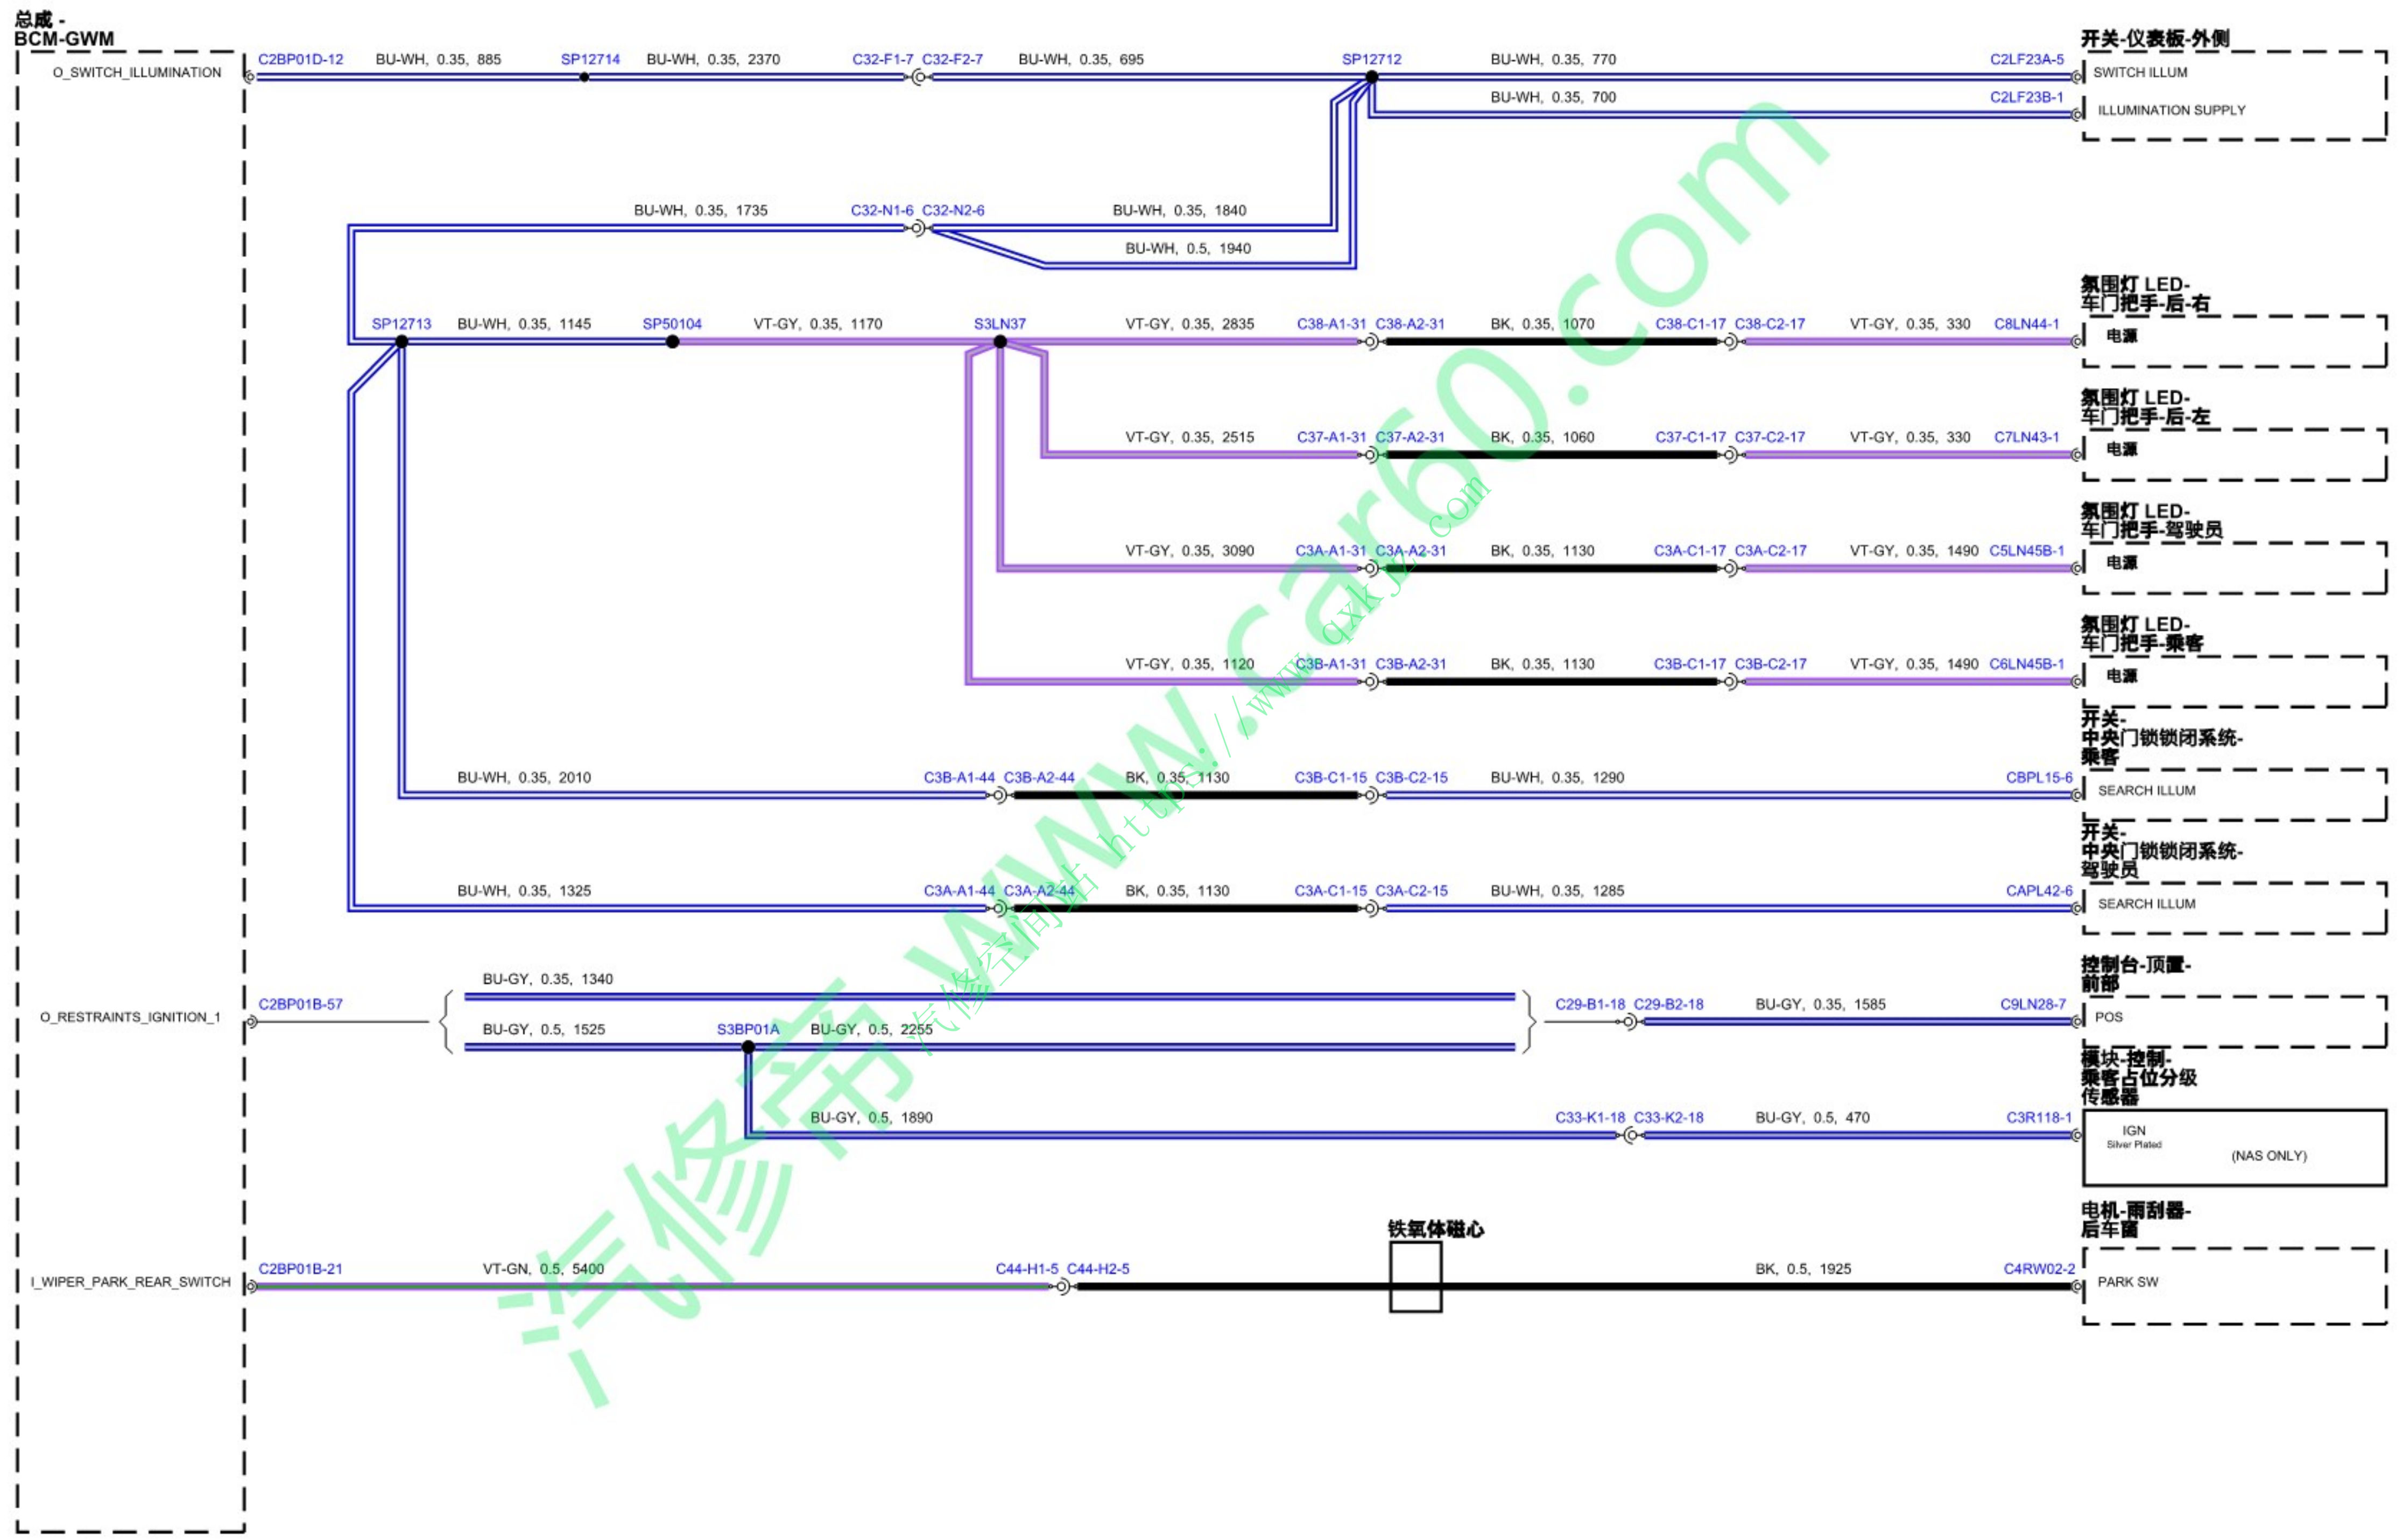 总成 -
BCM-GWM
O_SWITCH_ILLUMINATION
C2BP01D-12 BU-WH, 0.35, 885 SP12714 BU-WH, 0.35, 2370 C32-F1-7 C32-F2-7 BU-WH, 0.35, 695 SP12712 BU-WH, 0.35, 770 C2LF23A-5
开关-仪表板-外侧
SWITCH ILLUM
BU-WH, 0.35, 700 C2LF23B-1
ILLUMINATION SUPPLY
BU-WH, 0.35, 1735 C32-N1-6 C32-N2-6 BU-WH, 0.35, 1840
BU-WH, 0.5, 1940
氛围灯 LED-
车门把手-后-右
SP12713 BU-WH, 0.35, 1145 SP50104 VT-GY, 0.35, 1170 S3LN37 VT-GY, 0.35, 2835 C38-A1-31 C38-A2-31 BK, 0.35, 1070 C38-C1-17 C38-C2-17 VT-GY, 0.35, 330 C8LN44-1
电源
氛围灯 LED-
车门把手-后-左
VT-GY, 0.35, 2515 C37-A1-31 C37-A2-31 BK, 0.35, 1060 C37-C1-17 C37-C2-17 VT-GY, 0.35, 330 C7LN43-1
电源
氛围灯 LED-
车门把手-驾驶员
VT-GY, 0.35, 3090 C3A-A1-31 C3A-A2-31 BK, 0.35, 1130 C3A-C1-17 C3A-C2-17 VT-GY, 0.35, 1490 C5LN45B-1
电源
氛围灯 LED-
车门把手-乘客
VT-GY, 0.35, 1120 C3B-A1-31 C3B-A2-31 BK, 0.35, 1130 C3B-C1-17 C3B-C2-17 VT-GY, 0.35, 1490 C6LN45B-1
电源
开关-
中央门锁锁闭系统-
乘客
BU-WH, 0.35, 2010 C3B-A1-44 C3B-A2-44 BK, 0.35, 1130 C3B-C1-15 C3B-C2-15 BU-WH, 0.35, 1290 CBPL15-6
SEARCH ILLUM
开关-
中央门锁锁闭系统-
驾驶员
BU-WH, 0.35, 1325 C3A-A1-44 C3A-A2-44 BK, 0.35, 1130 C3A-C1-15 C3A-C2-15 BU-WH, 0.35, 1285 CAPL42-6
SEARCH ILLUM
控制台-顶置-
前部
BU-GY, 0.35, 1340
O_RESTRAINTS_IGNITION_1 C2BP01B-57 C29-B1-18 C29-B2-18 BU-GY, 0.35, 1585 C9LN28-7
POS
BU-GY, 0.5, 1525 S3BP01A BU-GY, 0.5, 2255
模块-控制-
乘客占位分级
传感器
BU-GY, 0.5, 1890 C33-K1-18 C33-K2-18 BU-GY, 0.5, 470 C3R118-1
IGN
Silver Plated
(NAS ONLY)
电机-雨刮器-
后车窗
铁氧体磁心
I_WIPER_PARK_REAR_SWITCH C2BP01B-21 VT-GN, 0.5, 5400 C44-H1-5 C44-H2-5 BK, 0.5, 1925 C4RW02-2
PARK SW
汽修帝 www.car60.com
汽修空间站 https://www.qxkjz.com